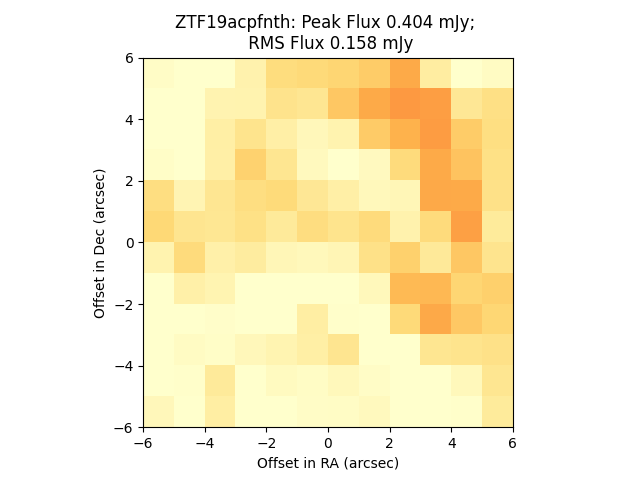 ZTF19acpfnth: Peak Flux 0.404 mJy;
RMS Flux 0.158 mJy
6
4
2
0
−2
−4
−6
Offset in Dec (arcsec)
−6 −4 −2 0 2 4 6
Offset in RA (arcsec)